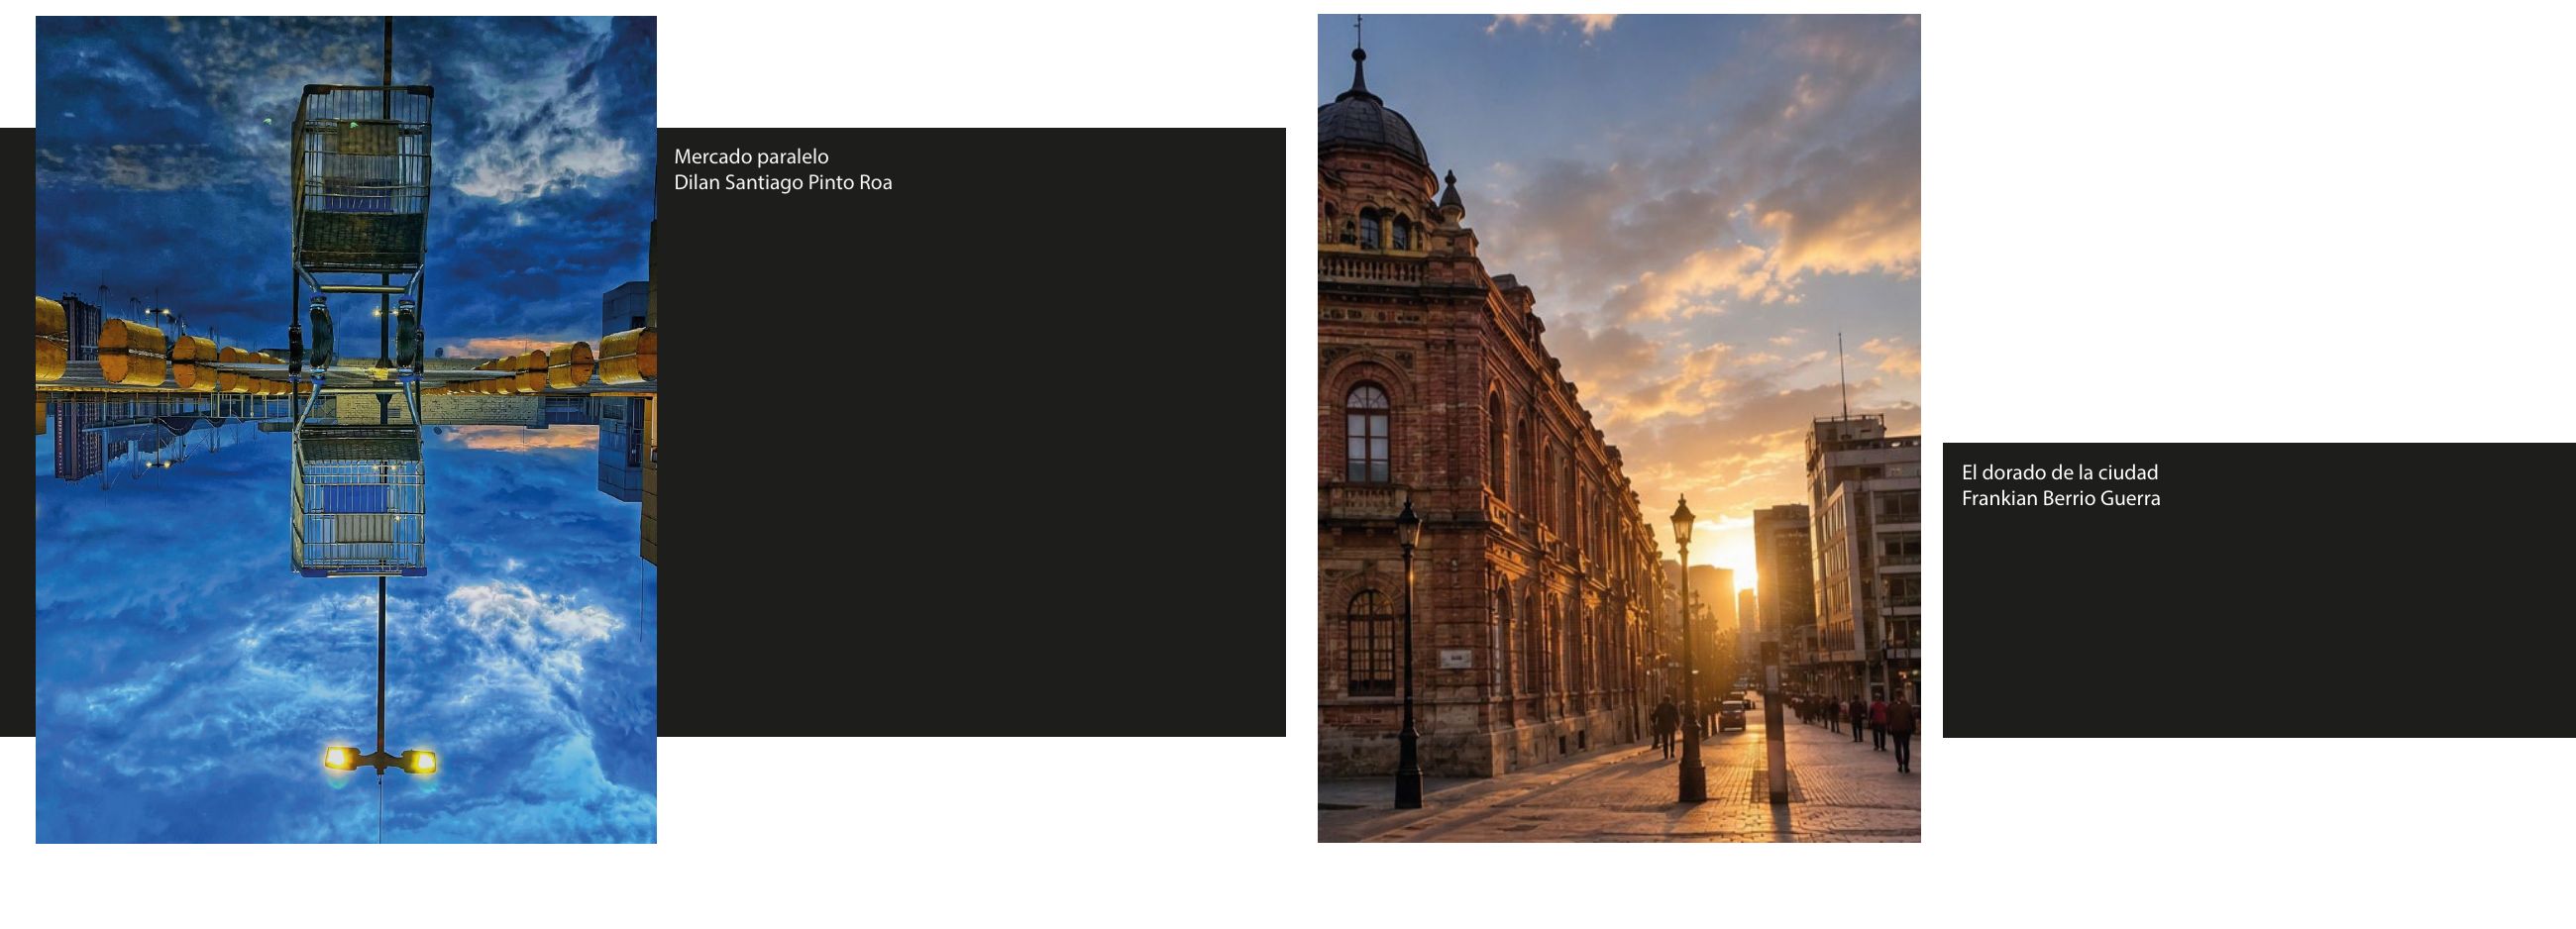 Mercado paralelo
Dilan Santiago Pinto Roa
El dorado de la ciudad
Frankian Berrio Guerra